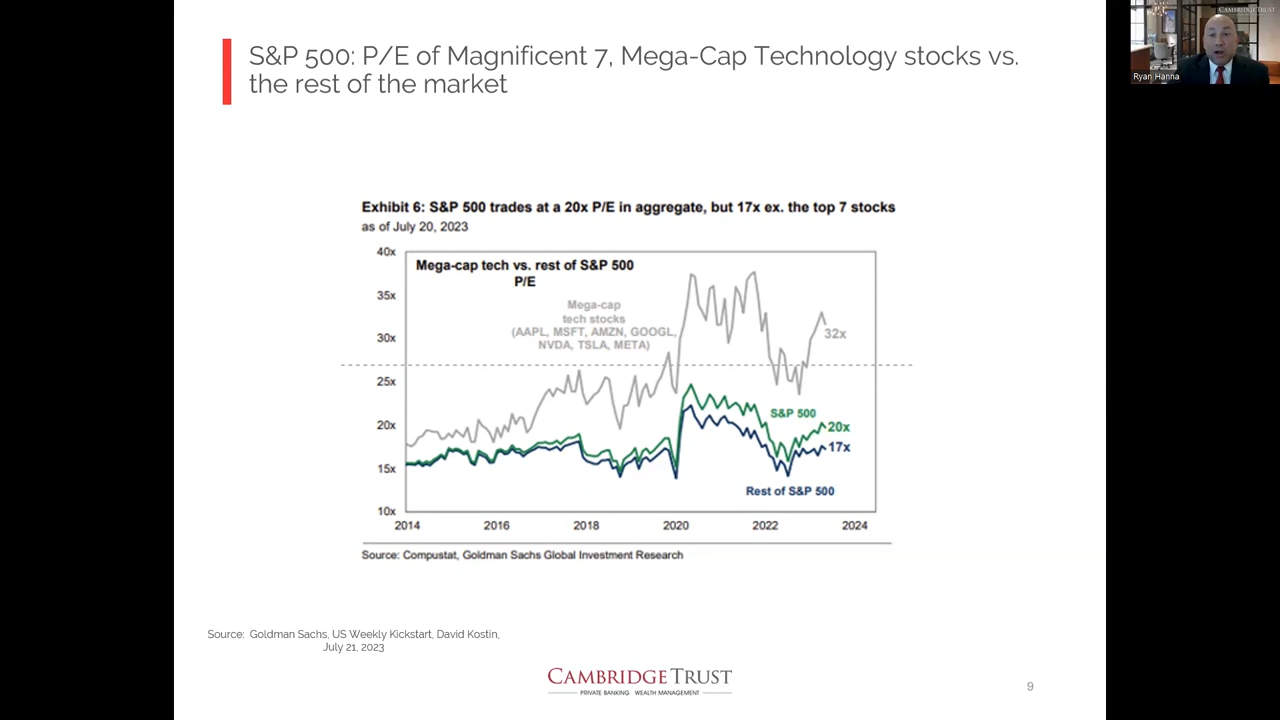 S&P 500: P/E of Magnificent 7, Mega-Cap Technology stocks vs.
the rest of the market
CAMBRIDGETRUST
Ryan Hanna
Exhibit 6: S&P 500 trades at a 20x P/E in aggregate, but 17x ex. the top 7 stocks
as of July 20, 2023
40x
35x
30x
25x
20x
15x
10x
Mega-cap tech vs. rest of S&P 500
P/E
Mega-cap
tech stocks
(AAPL, MSFT, AMZN, GOOGL,
NVDA, TSLA, META)
32x
S&P 500
20x
17x
Rest of S&P 500
2014 2016 2018 2020 2022 2024
Source: Compustat, Goldman Sachs Global Investment Research
Source: Goldman Sachs, US Weekly Kickstart, David Kostin,
July 21, 2023
CAMBRIDGE TRUST
PRIVATE BANKING WEALTH MANAGEMENT
9